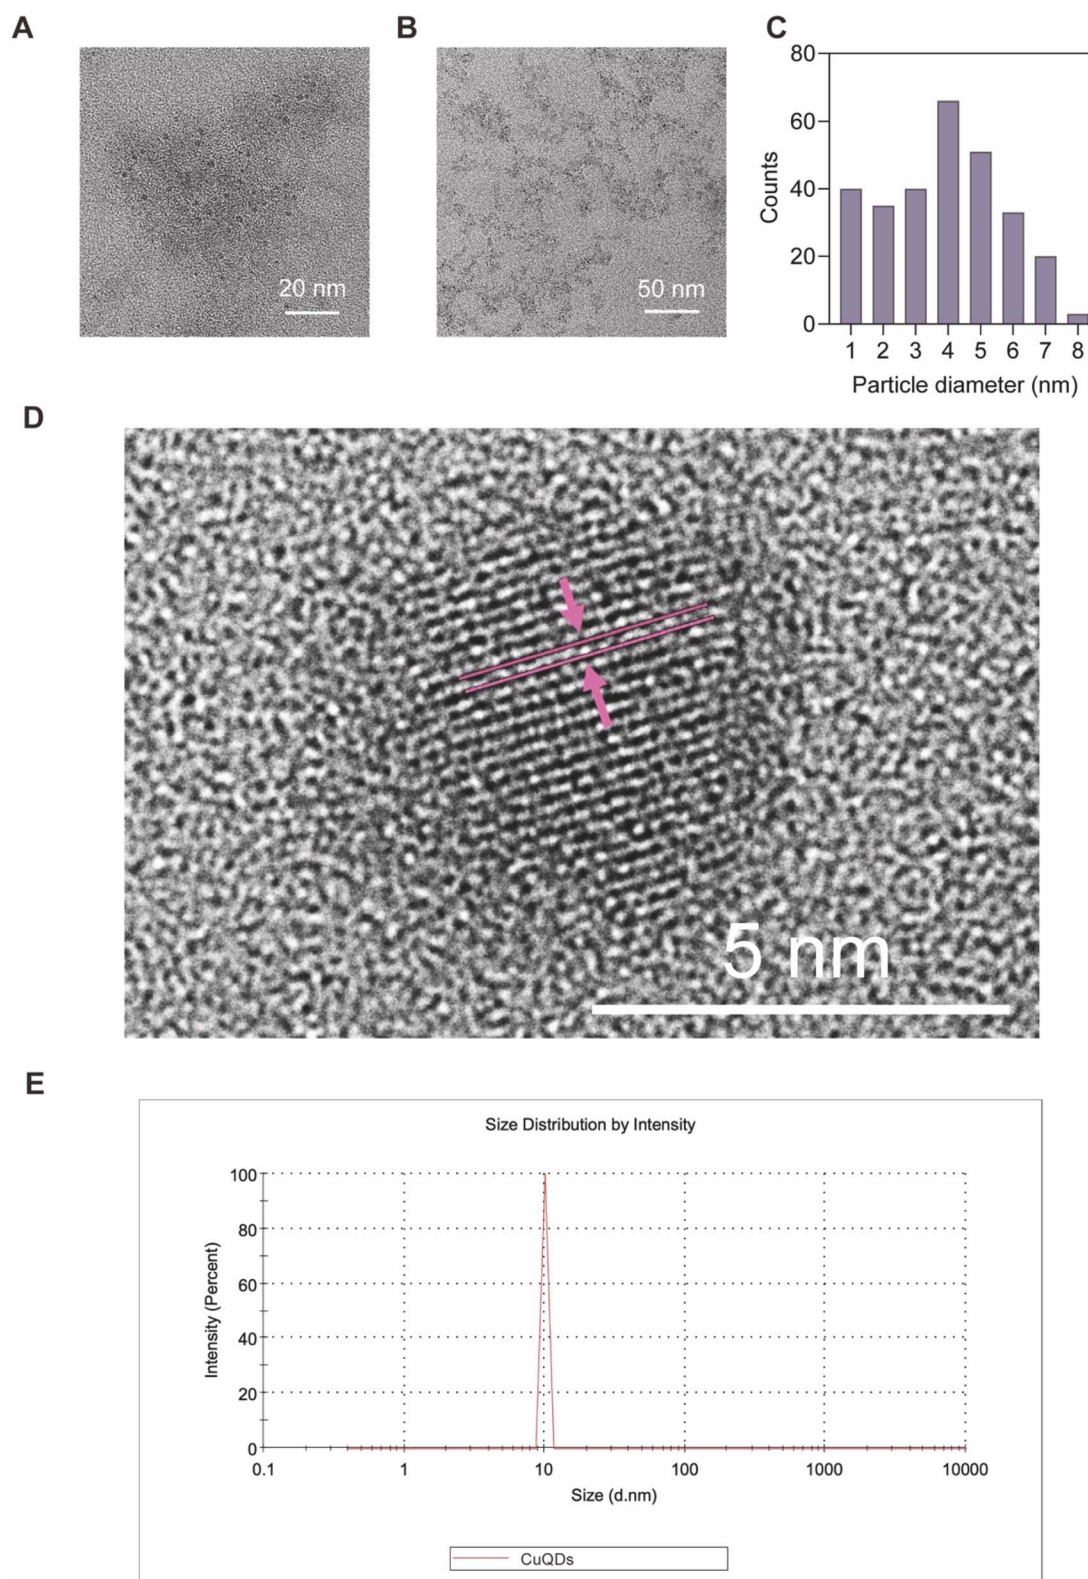 A
B
C
20 nm
50 nm
80
60
40
20
0
Counts
1 2 3 4 5 6 7 8
Particle diameter (nm)
D
5 nm
E
Size Distribution by Intensity
100
80
60
40
20
0
Intensity (Percent)
0.1 1 10 100 1000 10000
Size (d.nm)
CuQDs